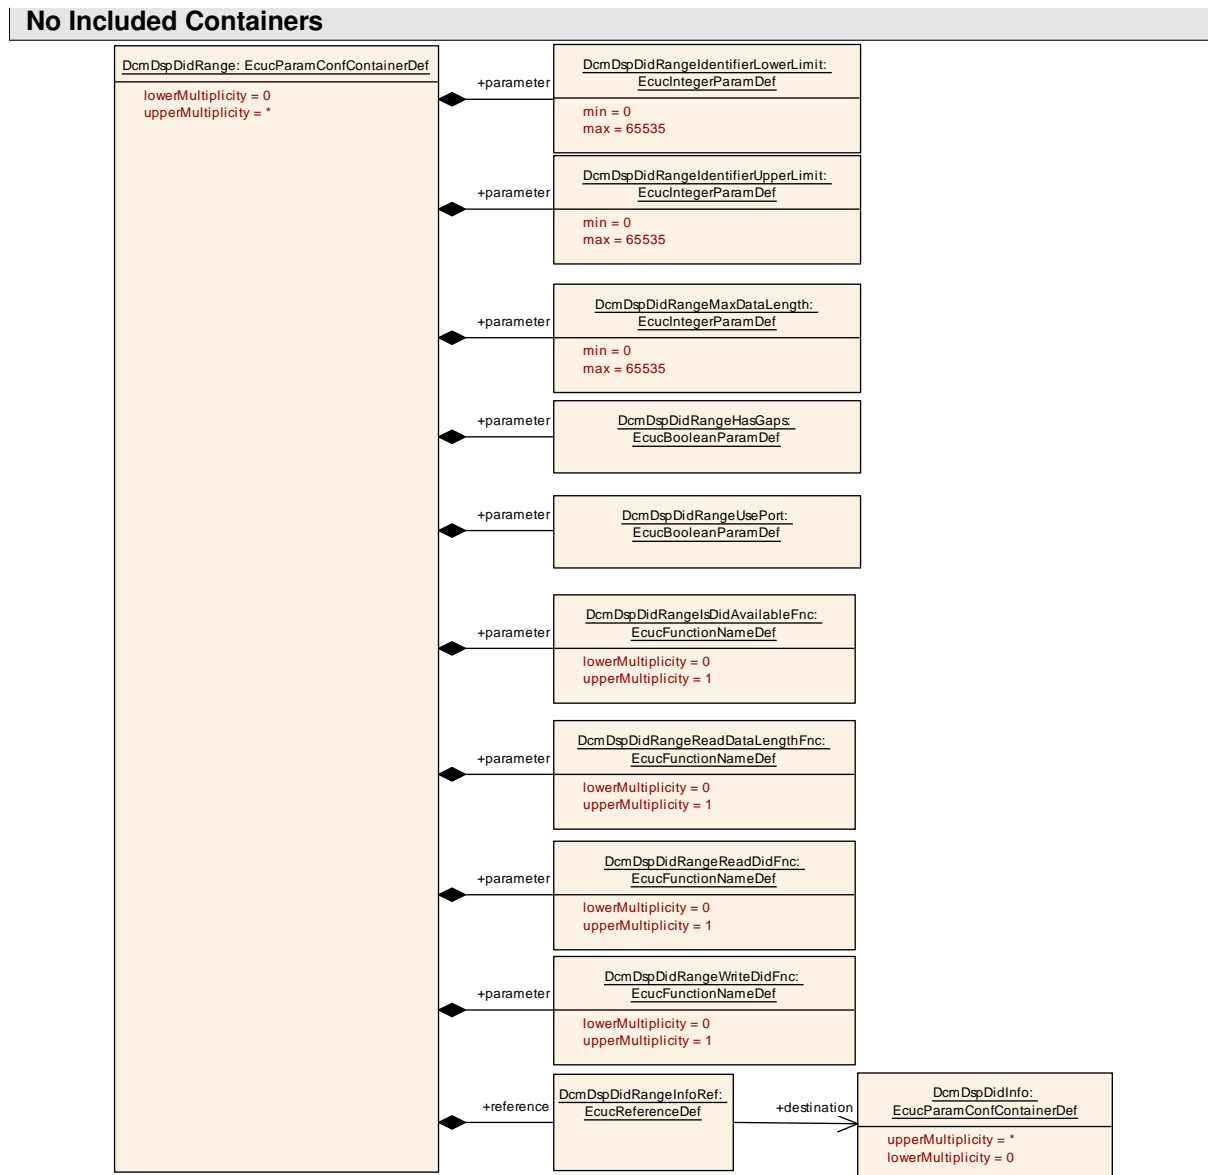 No Included Containers
DcmDspDidRange: EcucParamConfContainerDef
lowerMultiplicity = 0
upperMultiplicity = *
+parameter
DcmDspDidRangeIdentifierLowerLimit:
EcucIntegerParamDef
min = 0
max = 65535
+parameter
DcmDspDidRangeIdentifierUpperLimit:
EcucIntegerParamDef
min = 0
max = 65535
+parameter
DcmDspDidRangeMaxDataLength:
EcucIntegerParamDef
min = 0
max = 65535
+parameter
DcmDspDidRangeHasGaps:
EcucBooleanParamDef
+parameter
DcmDspDidRangeUsePort:
EcucBooleanParamDef
+parameter
DcmDspDidRangeIsDidAvailableFnc:
EcucFunctionNameDef
lowerMultiplicity = 0
upperMultiplicity = 1
+parameter
DcmDspDidRangeReadDataLengthFnc:
EcucFunctionNameDef
lowerMultiplicity = 0
upperMultiplicity = 1
+parameter
DcmDspDidRangeReadDidFnc:
EcucFunctionNameDef
lowerMultiplicity = 0
upperMultiplicity = 1
+parameter
DcmDspDidRangeWriteDidFnc:
EcucFunctionNameDef
lowerMultiplicity = 0
upperMultiplicity = 1
+reference
DcmDspDidRangeInfoRef:
EcucReferenceDef
+destination
DcmDspDidInfo:
EcucParamConfContainerDef
upperMultiplicity = *
lowerMultiplicity = 0